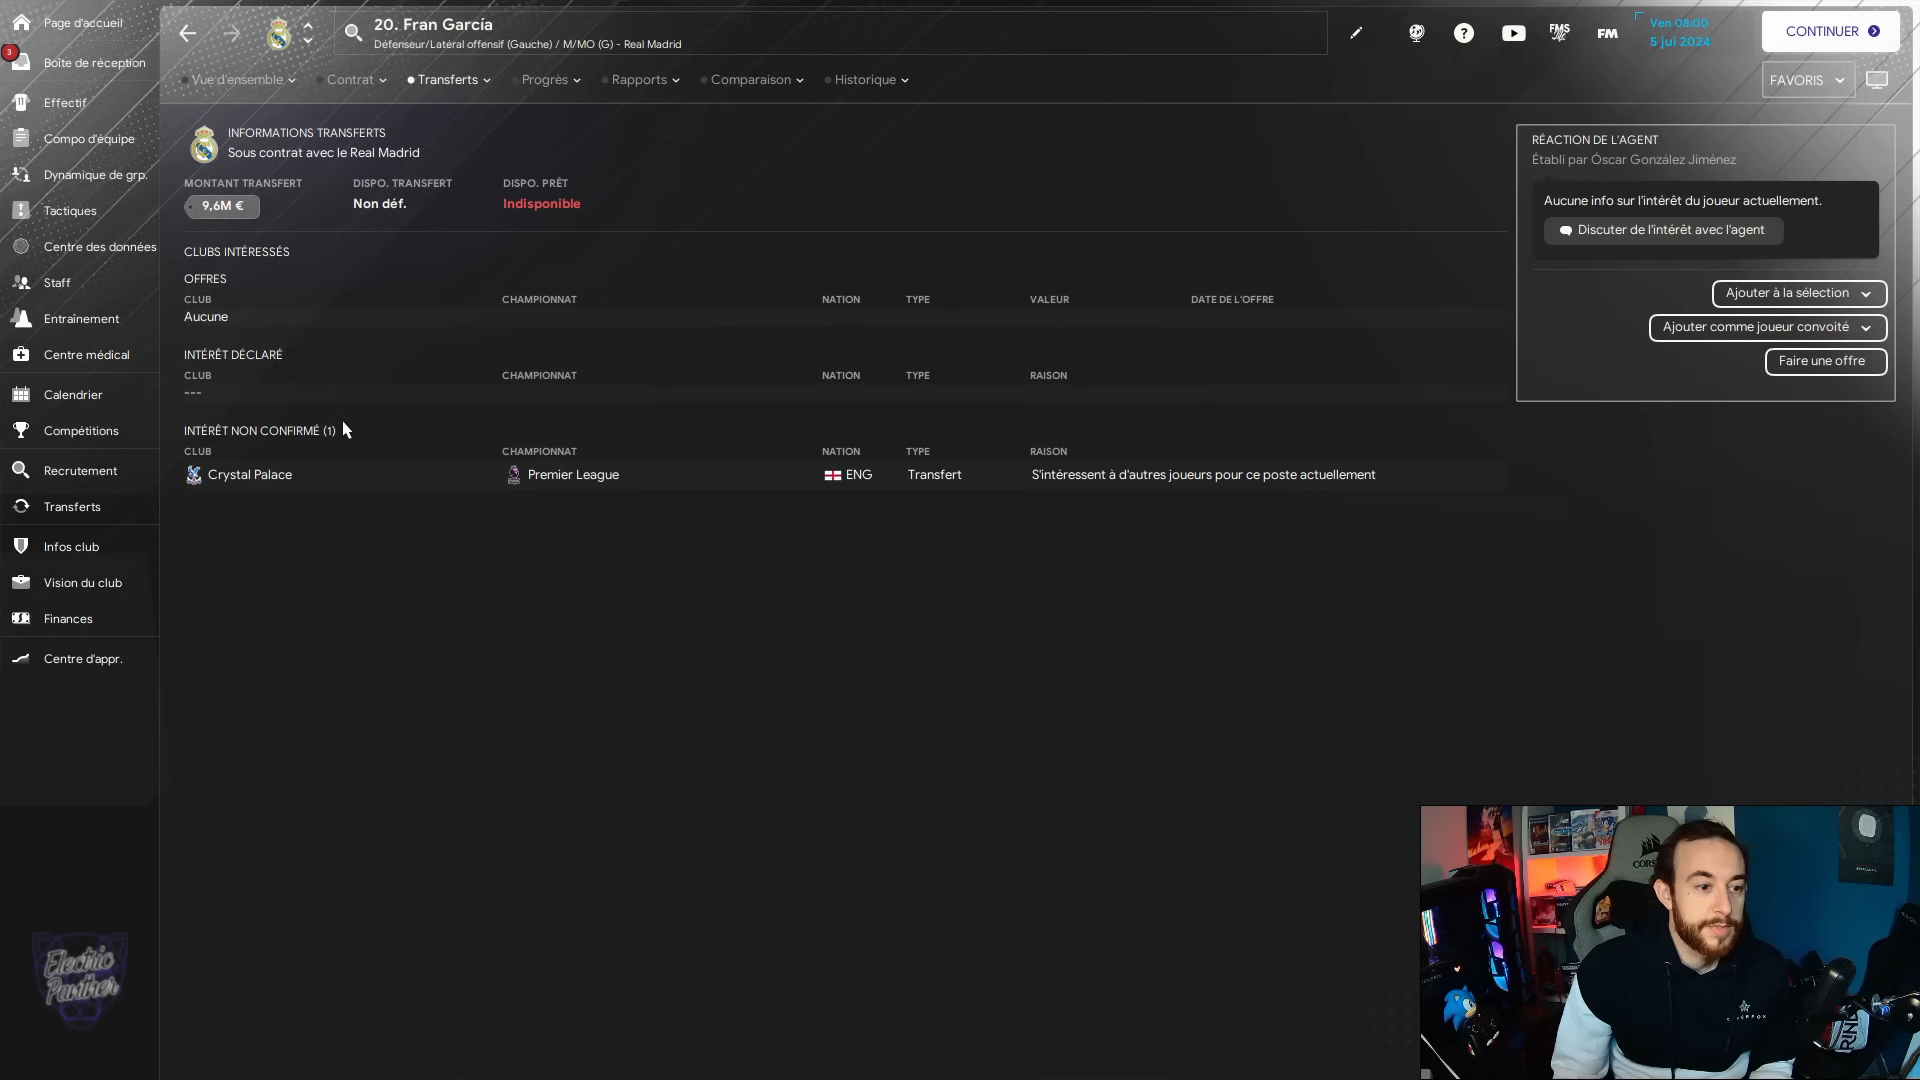 Page d'accueil
3
Boîte de réception
Effectif
Compo d'équipe
Dynamique de grp.
Tactiques
Centre des données
Staff
Entraînement
Centre médical
Calendrier
Compétitions
Recrutement
Transferts
Infos club
Vision du club
Finances
Centre d'appr.
Electric
Panther
20. Fran García
Défenseur/Latéral offensif (Gauche) / M/MO (G) - Real Madrid
FMS
FM
Ven 08:00
5 jui 2024
CONTINUER
Vue d'ensemble
Contrat
Transferts
Progrès
Rapports
Comparaison
Historique
FAVORIS
INFORMATIONS TRANSFERTS
Sous contrat avec le Real Madrid
MONTANT TRANSFERT DISPO. TRANSFERT DISPO. PRÊT
9,6M € Non déf. Indisponible
CLUBS INTÉRESSÉS
OFFRES
CLUB CHAMPIONNAT NATION TYPE VALEUR DATE DE L'OFFRE
Aucune
INTÉRÊT DÉCLARÉ
CLUB CHAMPIONNAT NATION TYPE RAISON
---
INTÉRÊT NON CONFIRMÉ (1)
CLUB CHAMPIONNAT NATION TYPE RAISON
Crystal Palace Premier League ENG Transfert S'intéressent à d'autres joueurs pour ce poste actuellement
RÉACTION DE L'AGENT
Établi par Óscar González Jiménez
Aucune info sur l'intérêt du joueur actuellement.
Discuter de l'intérêt avec l'agent
Ajouter à la sélection
Ajouter comme joueur convoité
Faire une offre